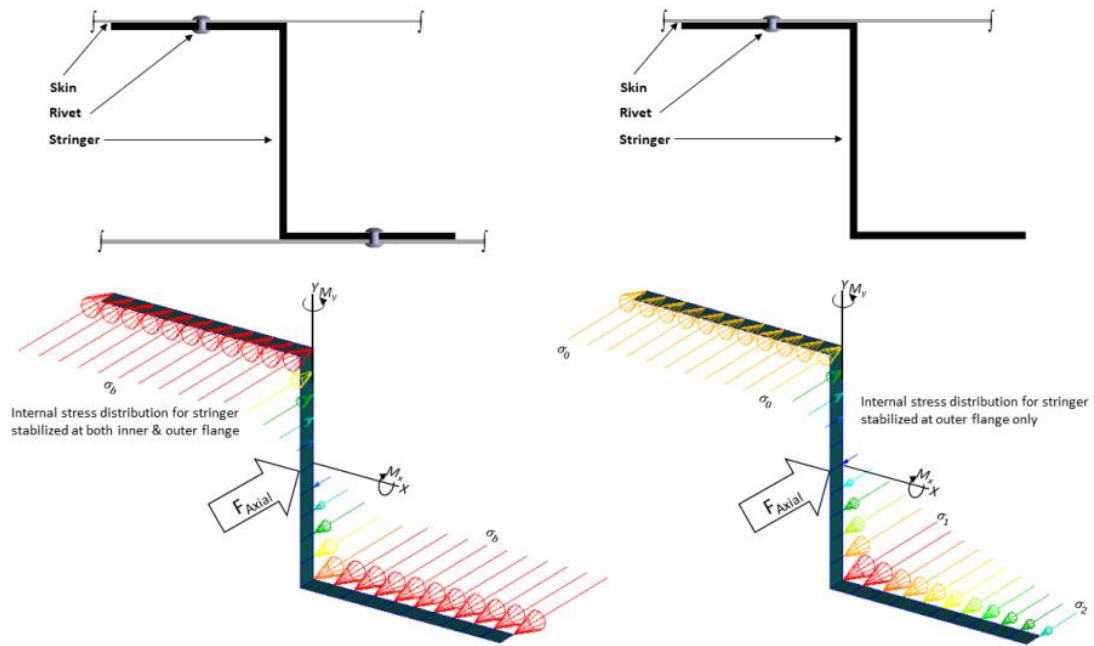 Skin
Rivet
Stringer
Skin
Rivet
Stringer
Y
My
σb
Internal stress distribution for stringer
stabilized at both inner & outer flange
FAxial
Mx
X
σb
Y
My
σ0
σ0
Internal stress distribution for stringer
stabilized at outer flange only
FAxial
Mx
X
σ1
σ2